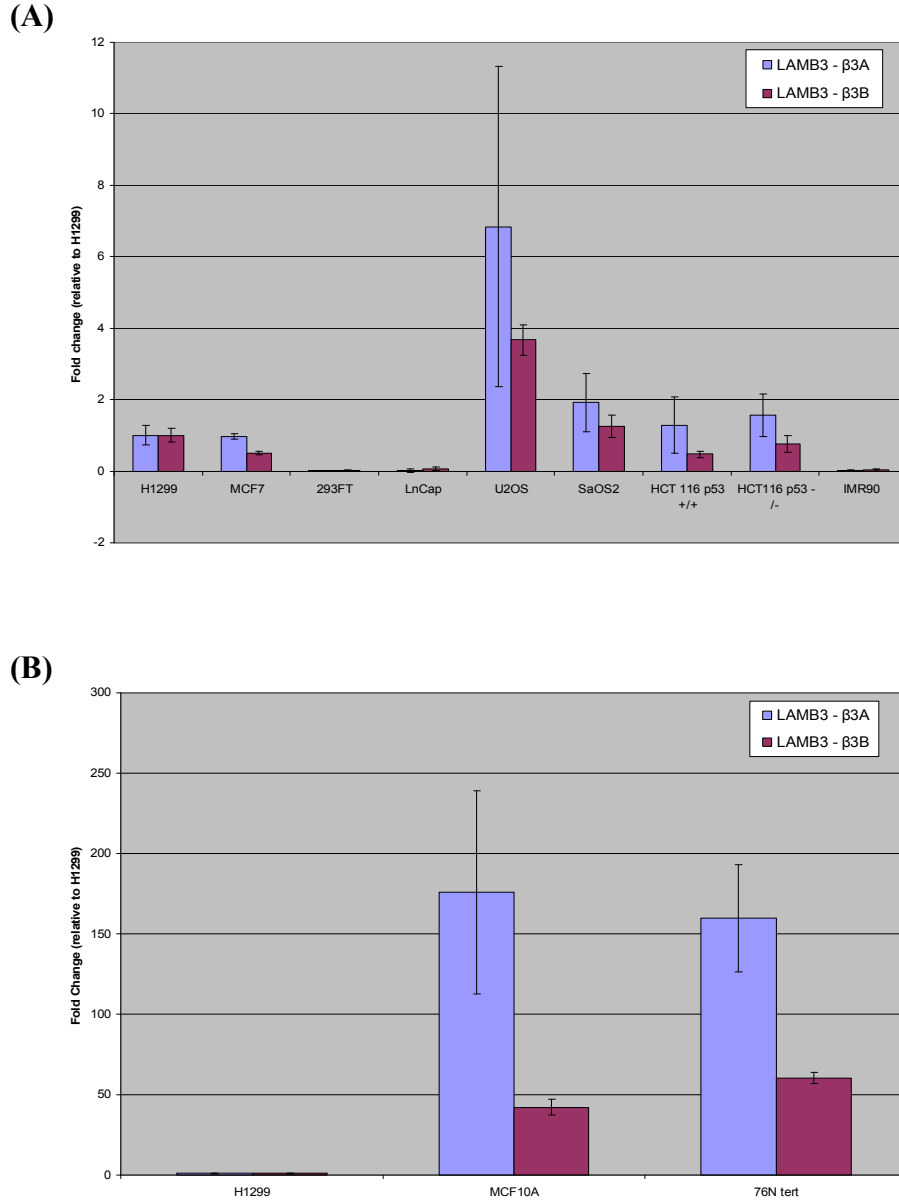 (A)
12
10
8
6
4
2
0
-2
Fold change (relative to H1299)
LAMB3 - β3A
LAMB3 - β3B
H1299
MCF7
293FT
LnCap
U2OS
SaOS2
HCT 116 p53
+/+
HCT116 p53 -
/-
IMR90
(B)
300
250
200
150
100
50
0
Fold Change (relative to H1299)
LAMB3 - β3A
LAMB3 - β3B
H1299
MCF10A
76N tert